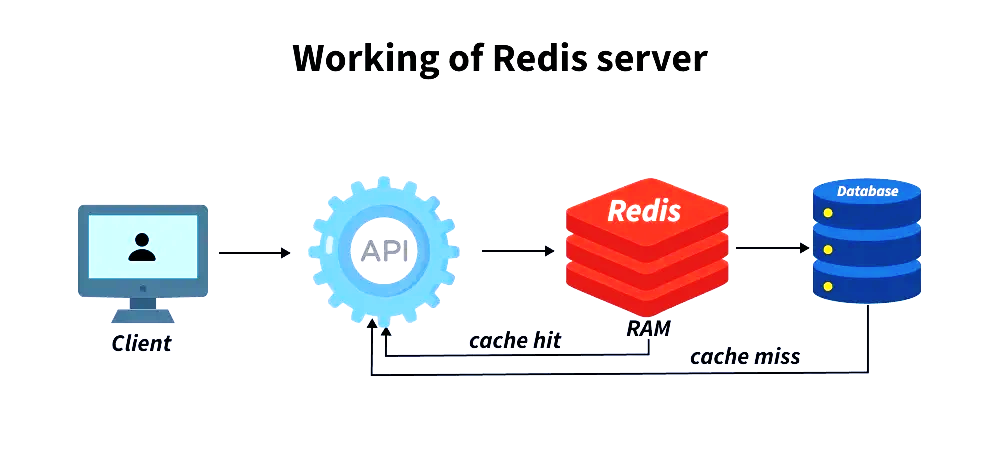 Working of Redis server
Client
API
Redis
RAM
Database
cache hit
cache miss